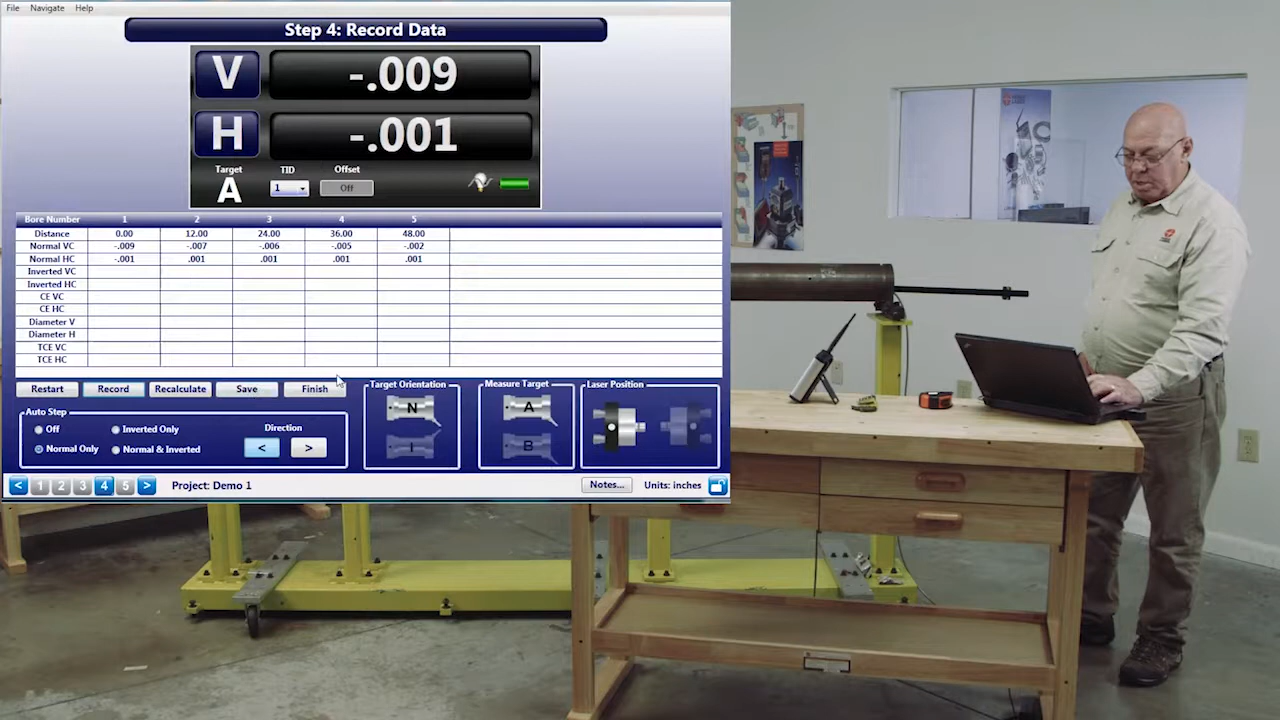 File Navigate Help
Step 4: Record Data
V -.009
H -.001
Target TID Offset
A 1 Off
Bore Number 1 2 3 4 5
Distance 0.00 12.00 24.00 36.00 48.00
Normal VC -.009 -.007 -.006 -.005 -.002
Normal HC -.001 .001 .001 .001 .001
Inverted VC
Inverted HC
CE VC
CE HC
Diameter V
Diameter H
TCE VC
TCE HC
Restart Record Recalculate Save Finish
Target Orientation
N
I
Measure Target
A
B
Laser Position
Auto Step
Off Inverted Only Direction
Normal Only Normal & Inverted < >
< 1 2 3 4 5 > Project: Demo 1 Notes... Units: inches